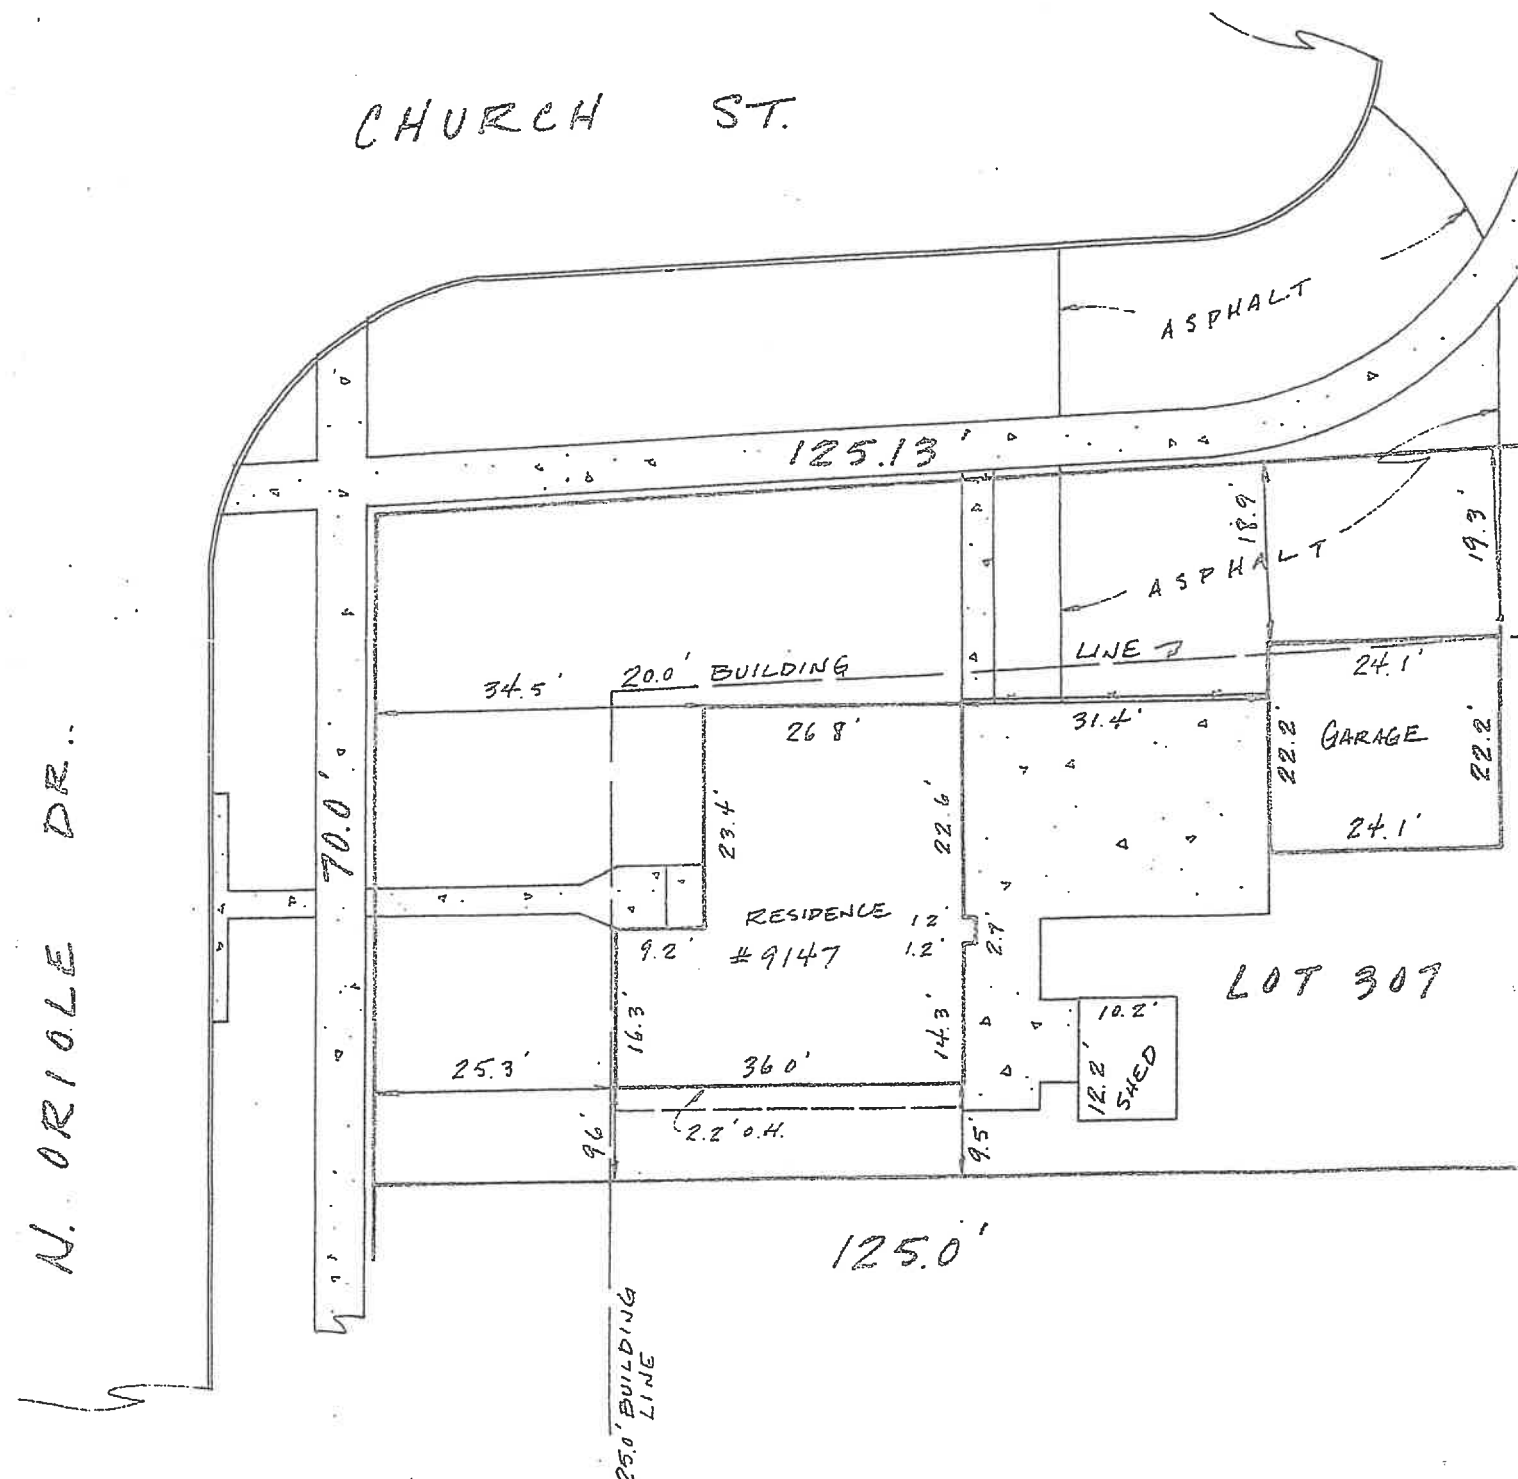 CHURCH ST.
ASPHALT
125.13'
18.9'
19.3'
ASPHALT
20.0' BUILDING LINE
34.5'
24.1'
26 8'
31.4'
GARAGE
22.2'
22.2'
N. ORIOLE DR..
70.0'
23.4'
22.6'
24.1'
RESIDENCE
#9147
9.2'
12'
1.2'
2.7'
LOT 307
16.3'
14.3'
10.2'
12.2'
SHED
25.3'
36 0'
2.2' O.H.
9 6'
9.5'
125.0'
25.0' BUILDING
LINE